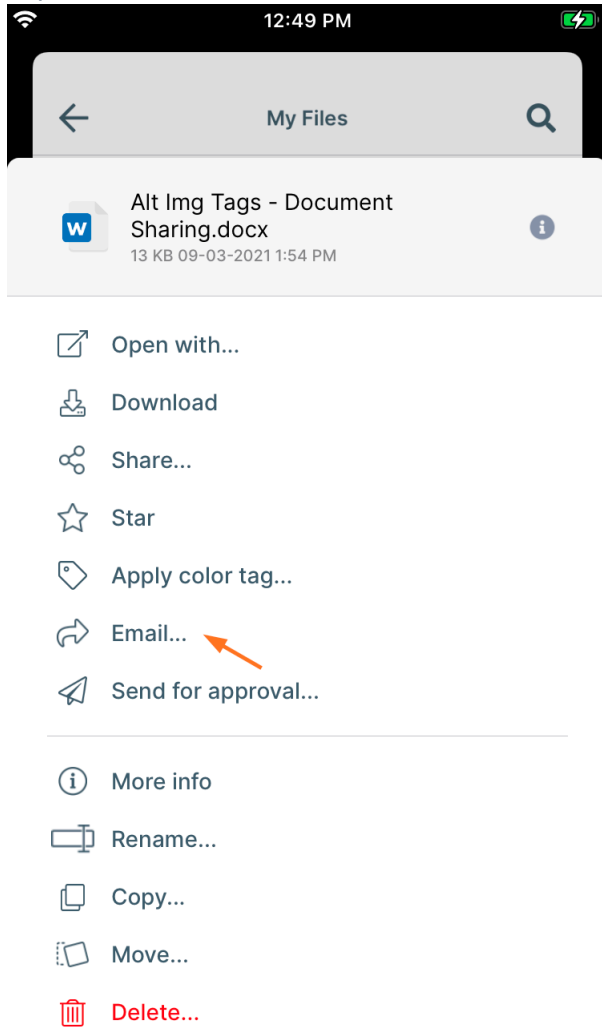 12:49 PM
My Files
W
Alt Img Tags - Document
Sharing.docx
13 KB 09-03-2021 1:54 PM
Open with...
Download
Share...
Star
Apply color tag...
Email...
Send for approval...
More info
Rename...
Copy...
Move...
Delete...